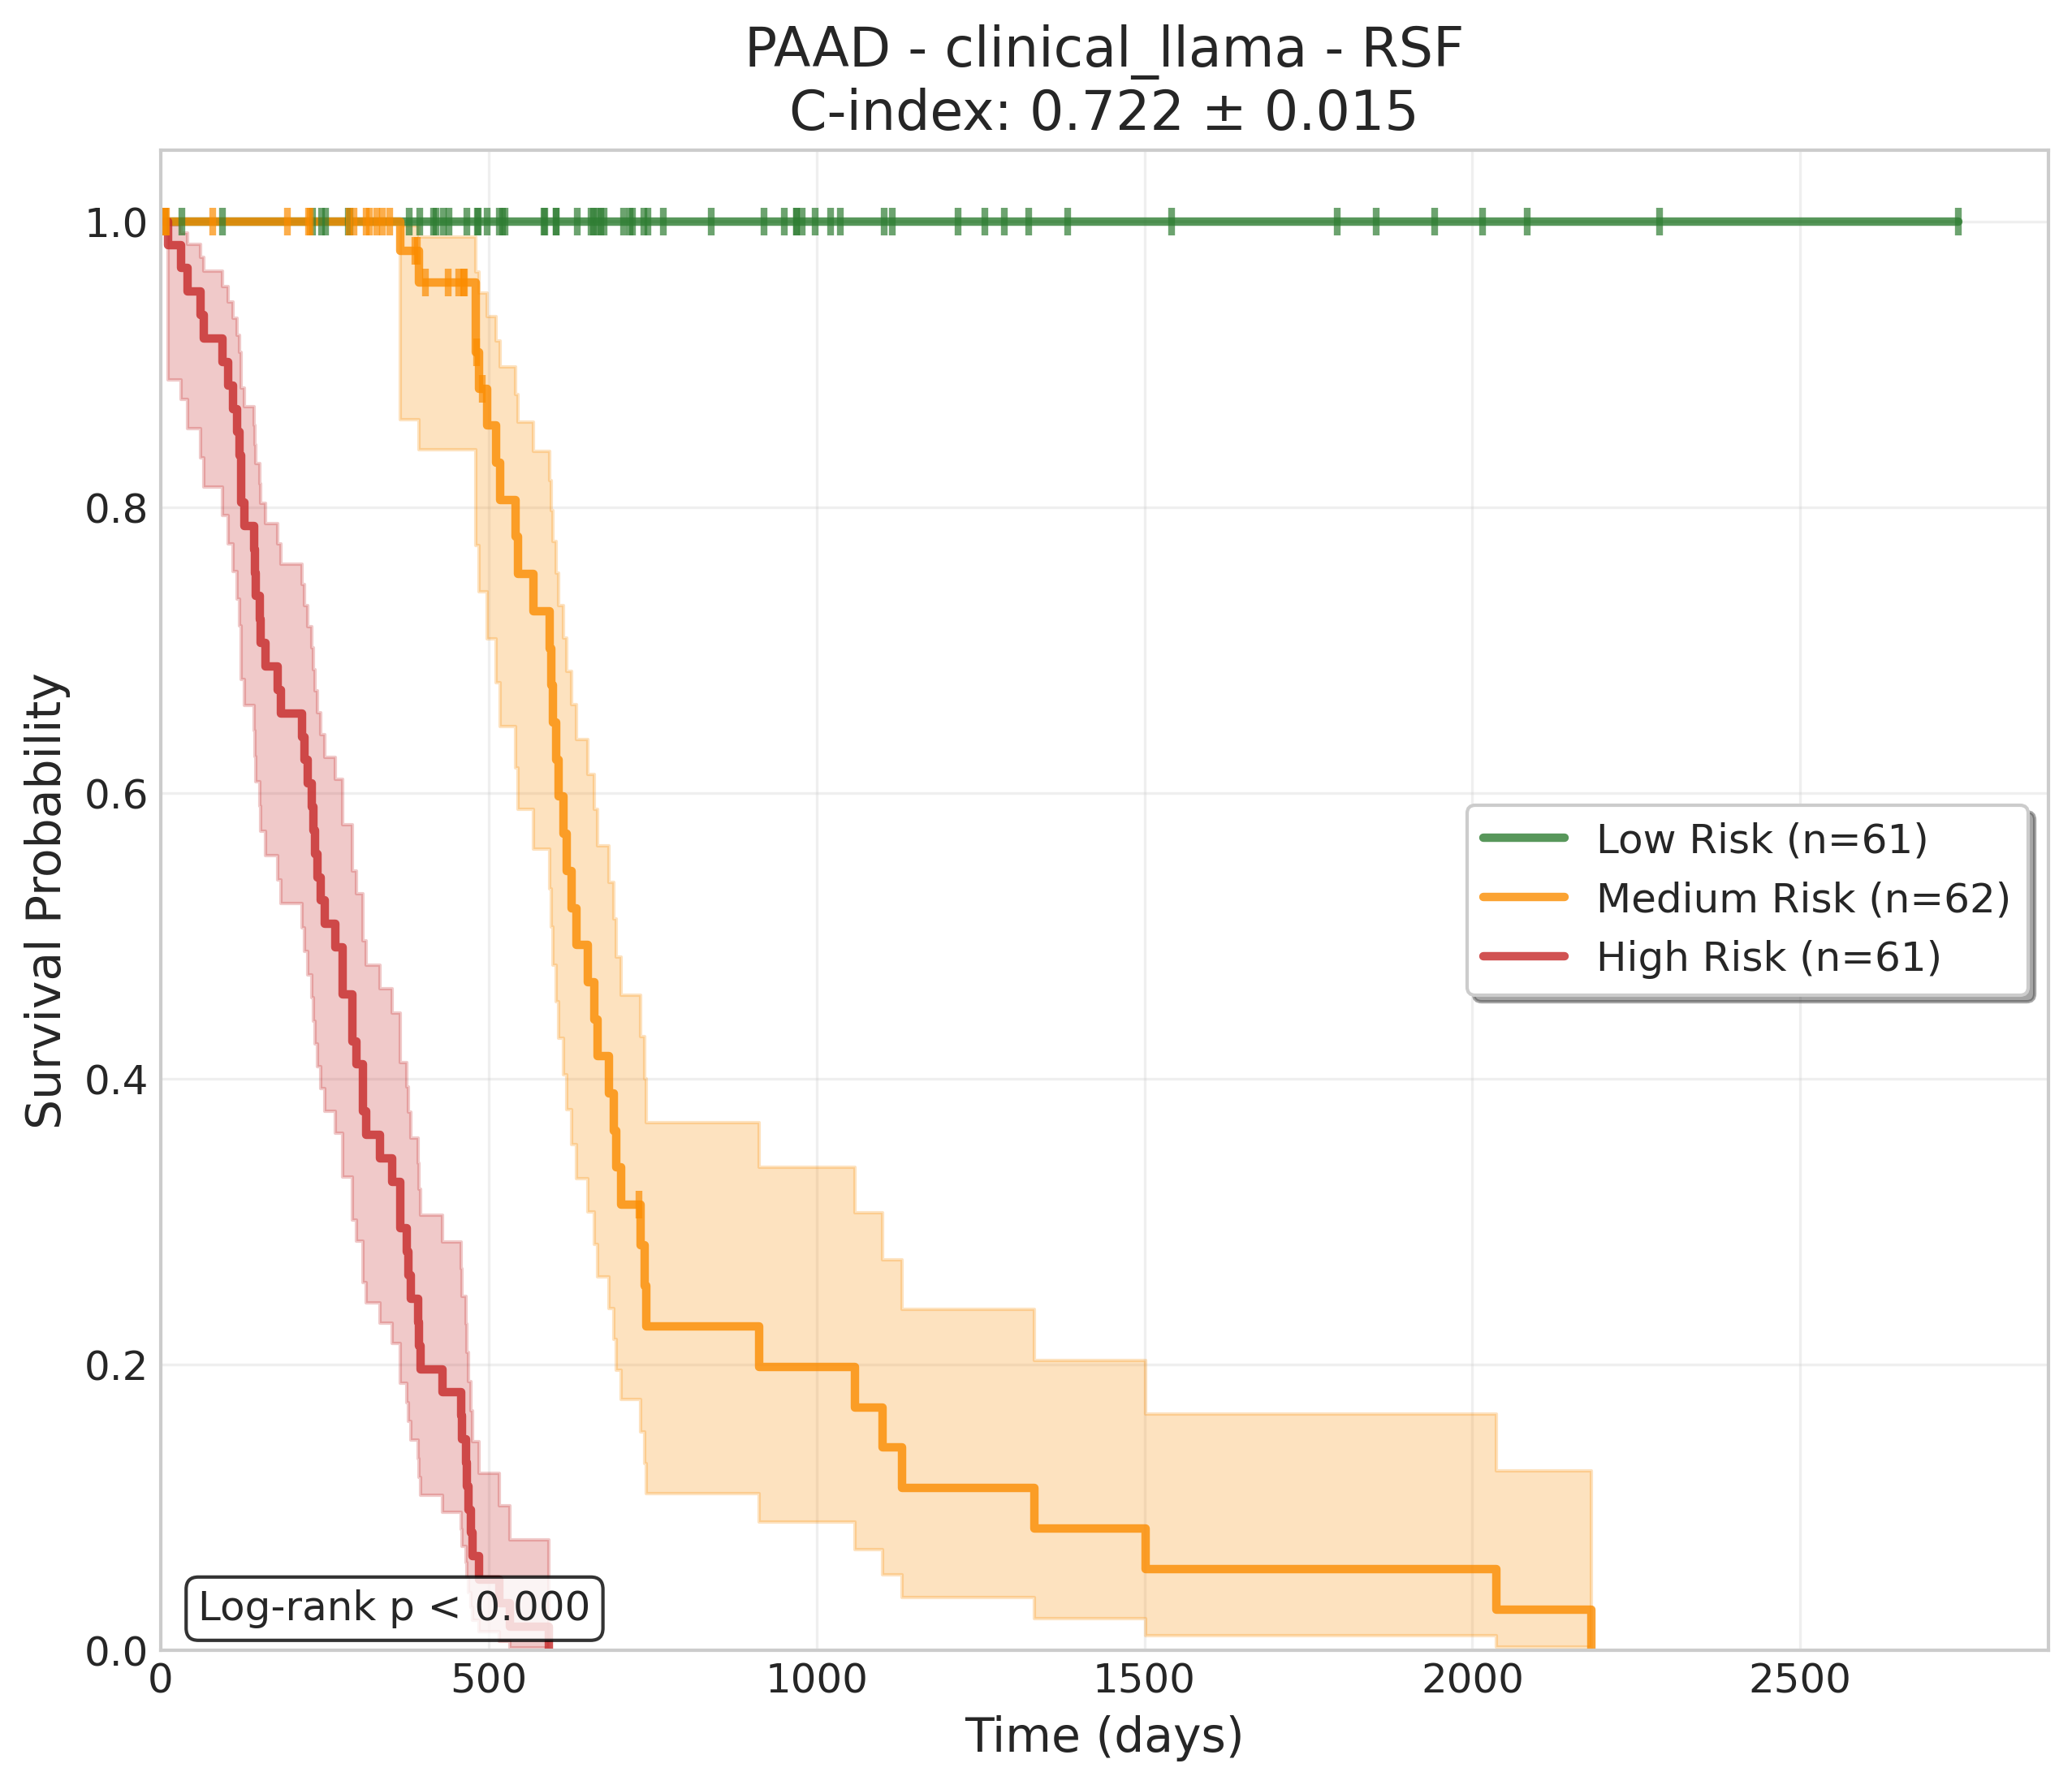 PAAD - clinical_llama - RSF
C-index: 0.722 ± 0.015
Survival Probability
1.0
0.8
0.6
0.4
0.2
0.0
Low Risk (n=61)
Medium Risk (n=62)
High Risk (n=61)
Log-rank p < 0.000
0 500 1000 1500 2000 2500
Time (days)